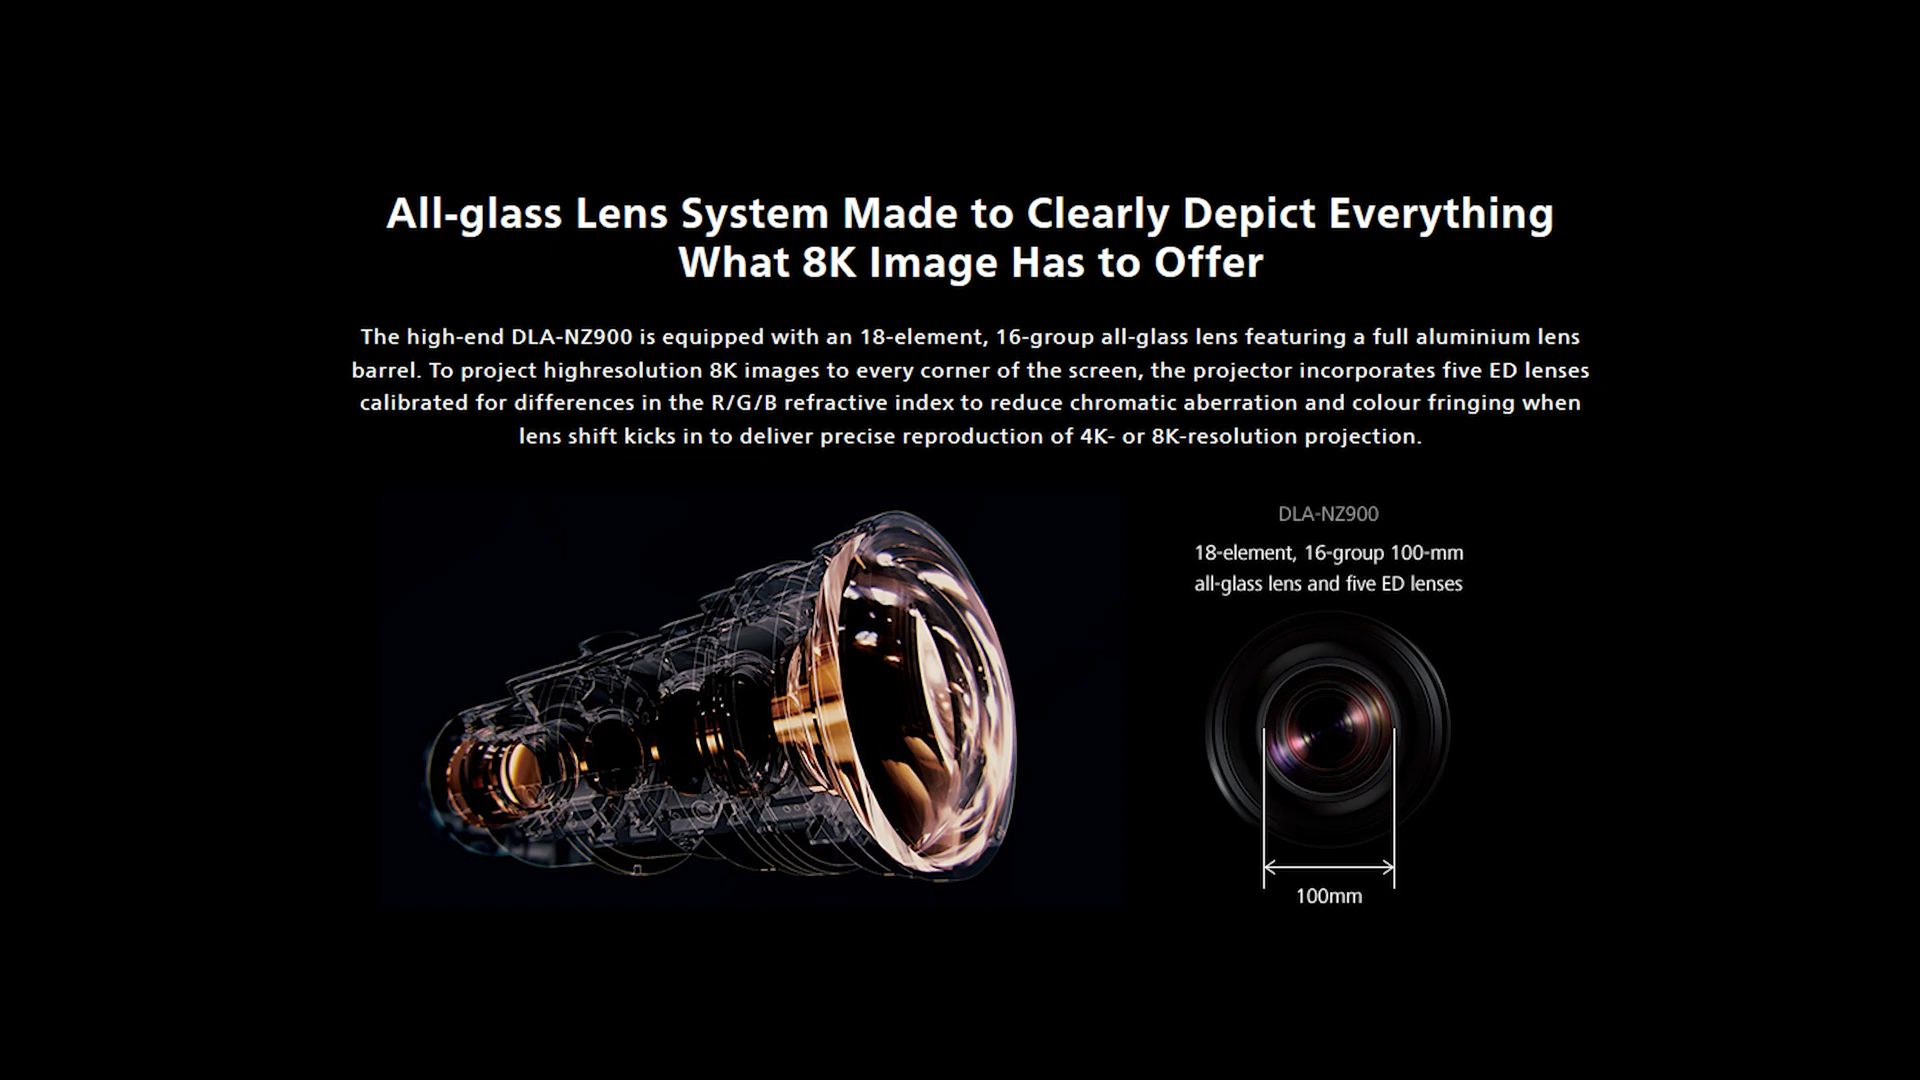 All-glass Lens System Made to Clearly Depict Everything
What 8K Image Has to Offer
The high-end DLA-NZ900 is equipped with an 18-element, 16-group all-glass lens featuring a full aluminium lens
barrel. To project highresolution 8K images to every corner of the screen, the projector incorporates five ED lenses
calibrated for differences in the R/G/B refractive index to reduce chromatic aberration and colour fringing when
lens shift kicks in to deliver precise reproduction of 4K- or 8K-resolution projection.
DLA-NZ900
18-element, 16-group 100-mm
all-glass lens and five ED lenses
100mm